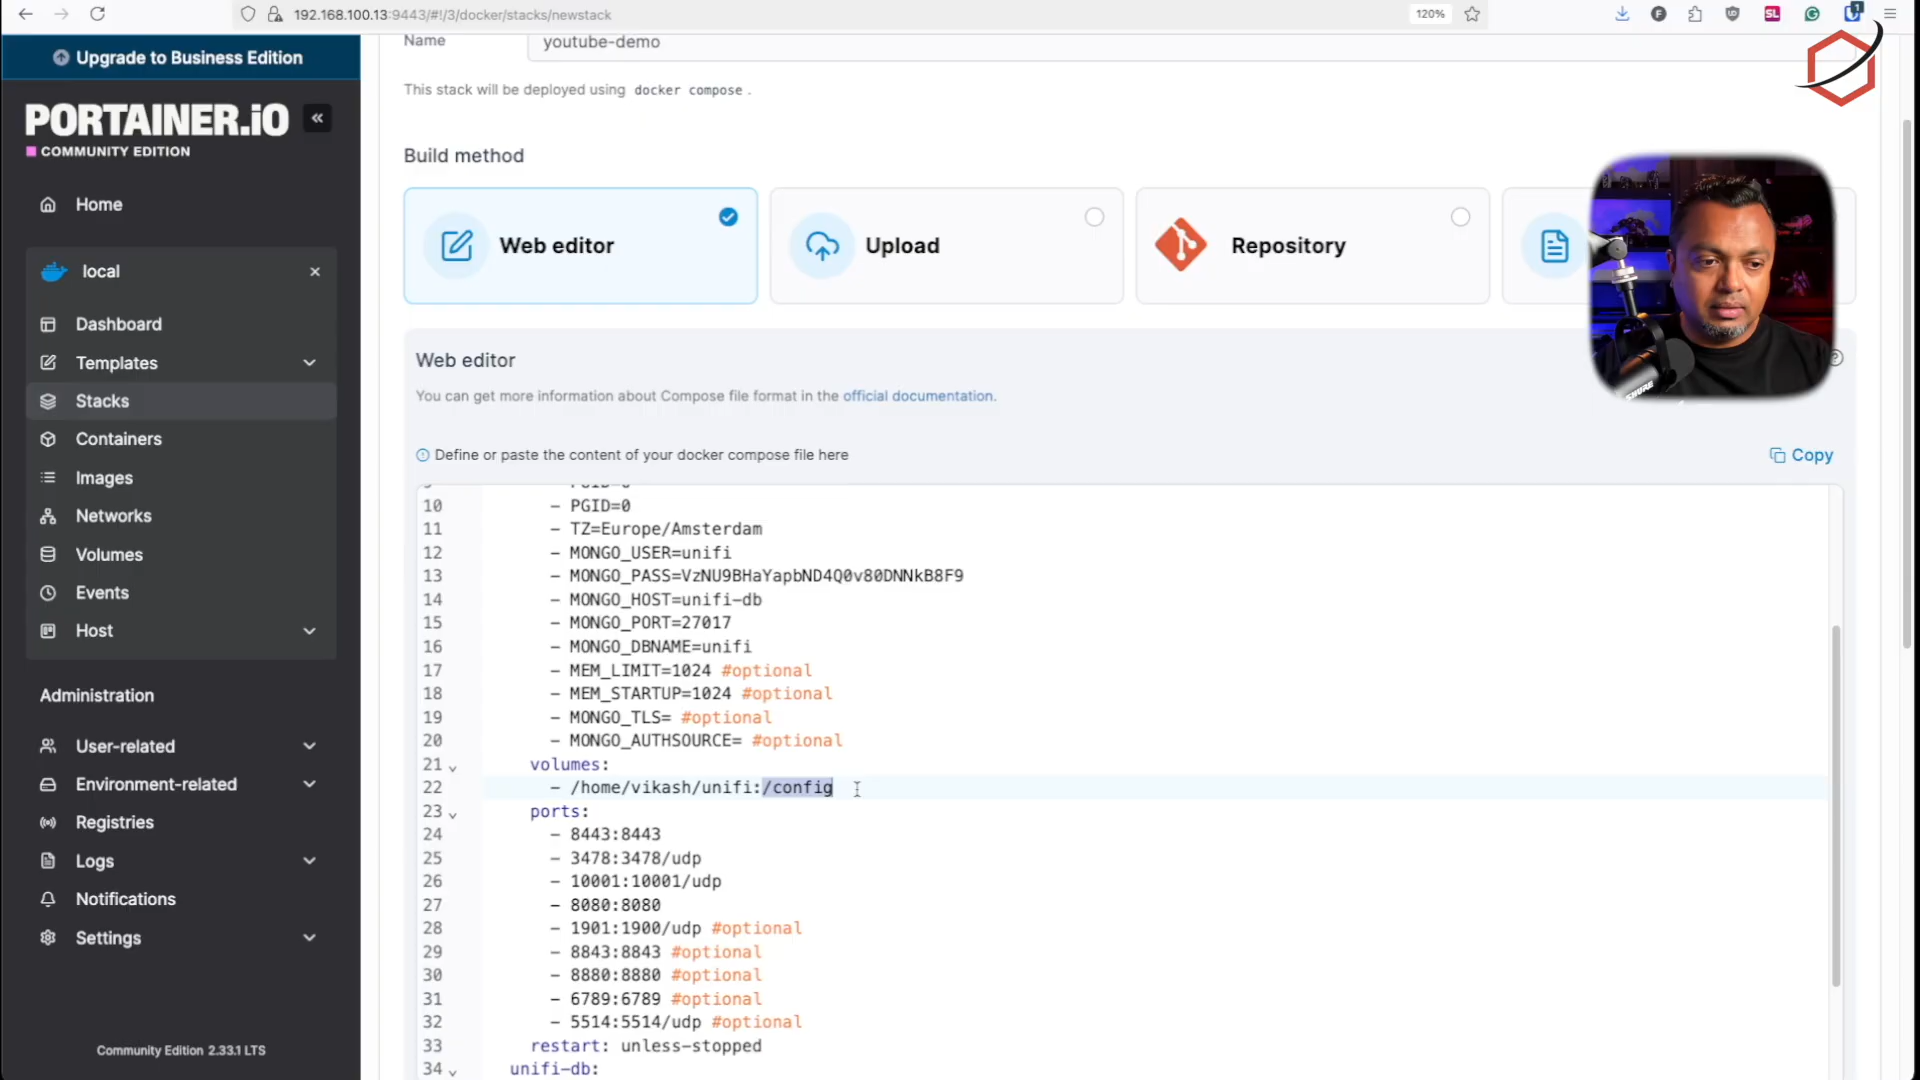 192.168.100.13:9443/#!/3/docker/stacks/newstack
120%
SL
1
Upgrade to Business Edition
PORTAINER.iO
COMMUNITY EDITION
Home
local
Dashboard
Templates
Stacks
Containers
Images
Networks
Volumes
Events
Host
Administration
User-related
Environment-related
Registries
Logs
Notifications
Settings
Community Edition 2.33.1 LTS
Name
youtube-demo
This stack will be deployed using docker compose .
Build method
Web editor
Upload
Repository
Web editor
You can get more information about Compose file format in the official documentation.
Define or paste the content of your docker compose file here
Copy
10 - PGID=0
11 - TZ=Europe/Amsterdam
12 - MONGO_USER=unifi
13 - MONGO_PASS=VzNU9BHaYapbND4Q0v80DNNkB8F9
14 - MONGO_HOST=unifi-db
15 - MONGO_PORT=27017
16 - MONGO_DBNAME=unifi
17 - MEM_LIMIT=1024 #optional
18 - MEM_STARTUP=1024 #optional
19 - MONGO_TLS= #optional
20 - MONGO_AUTHSOURCE= #optional
21 volumes:
22 - /home/vikash/unifi:/config
23 ports:
24 - 8443:8443
25 - 3478:3478/udp
26 - 10001:10001/udp
27 - 8080:8080
28 - 1901:1900/udp #optional
29 - 8843:8843 #optional
30 - 8880:8880 #optional
31 - 6789:6789 #optional
32 - 5514:5514/udp #optional
33 restart: unless-stopped
34 unifi-db:
SHURE